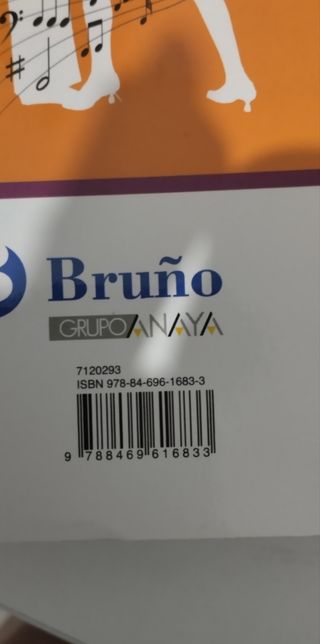 Bruño
GRUPO ANAYA
7120293
ISBN 978-84-696-1683-3
9 788469 616833